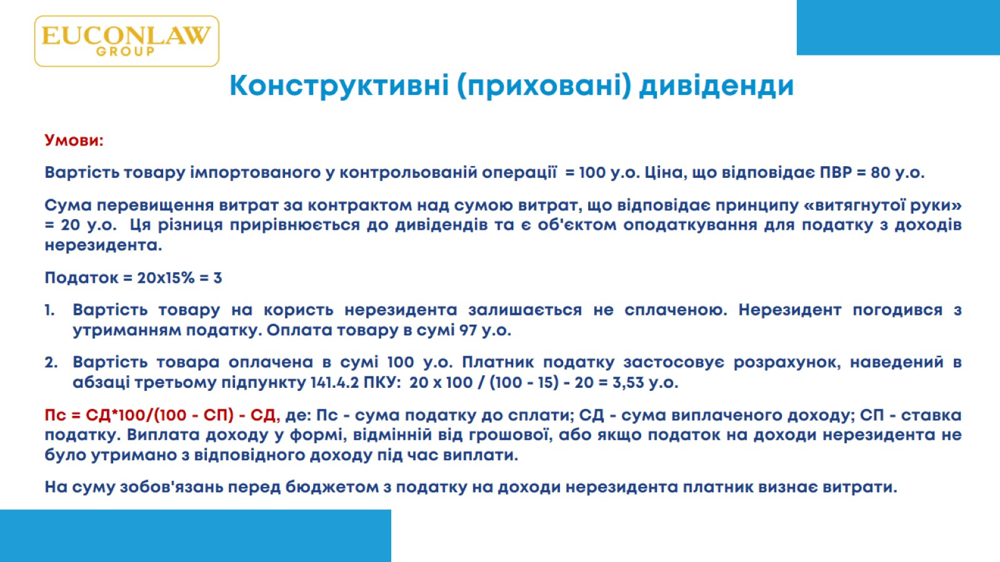 EUCONLAW
GROUP
Конструктивні (приховані) дивіденди
Умови:
Вартість товару імпортованого у контрольованій операції = 100 у.о. Ціна, що відповідає ПВР = 80 у.о.
Сума перевищення витрат за контрактом над сумою витрат, що відповідає принципу «витягнутої руки»
= 20 у.о. Ця різниця прирівнюється до дивідендів та є об'єктом оподаткування для податку з доходів
нерезидента.
Податок = 20х15% = 3
1. Вартість товару на користь нерезидента залишається не сплаченою. Нерезидент погодився з
утриманням податку. Оплата товару в сумі 97 у.о.
2. Вартість товара оплачена в сумі 100 у.о. Платник податку застосовує розрахунок, наведений в
абзаці третьому підпункту 141.4.2 ПКУ: 20 х 100 / (100 - 15) - 20 = 3,53 у.о.
Пс = СД*100/(100 - СП) - СД, де: Пс - сума податку до сплати; СД - сума виплаченого доходу; СП - ставка
податку. Виплата доходу у формі, відмінній від грошової, або якщо податок на доходи нерезидента не
було утримано з відповідного доходу під час виплати.
На суму зобов'язань перед бюджетом з податку на доходи нерезидента платник визнає витрати.